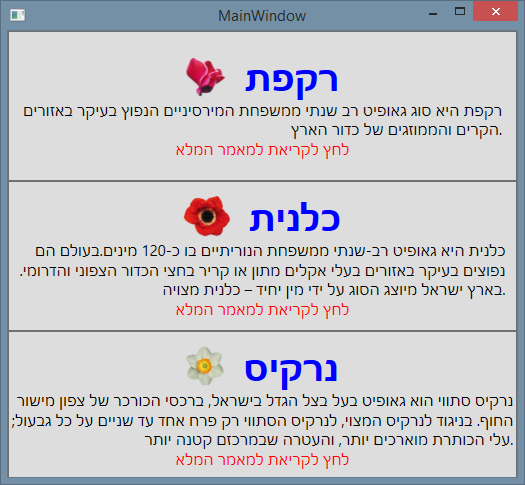 MainWindow
רקפת
רקפת היא סוג גאופיט רב שנתי ממשפחת המירסיניים הנפוץ בעיקר באזורים
הקרים והממוזגים של כדור הארץ.
לחץ לקריאת למאמר המלא
כלנית
כלנית היא גאופיט רב-שנתי ממשפחת הנוריתיים בו כ-120 מינים.בעולם הם
נפוצים בעיקר באזורים בעלי אקלים מתון או קריר בחצי הכדור הצפוני והדרומי.
בארץ ישראל מיוצג הסוג על ידי מין יחיד – כלנית מצויה.
לחץ לקריאת למאמר המלא
נרקיס
נרקיס סתווי הוא גאופיט בעל בצל הגדל בישראל, ברכסי הכורכר של צפון מישור
החוף. בניגוד לנרקיס המצוי, לנרקיס הסתווי רק פרח אחד עד שניים על כל גבעול;
עלי הכותרת מוארכים יותר, והעטרה שבמרכזם קטנה יותר.
לחץ לקריאת למאמר המלא